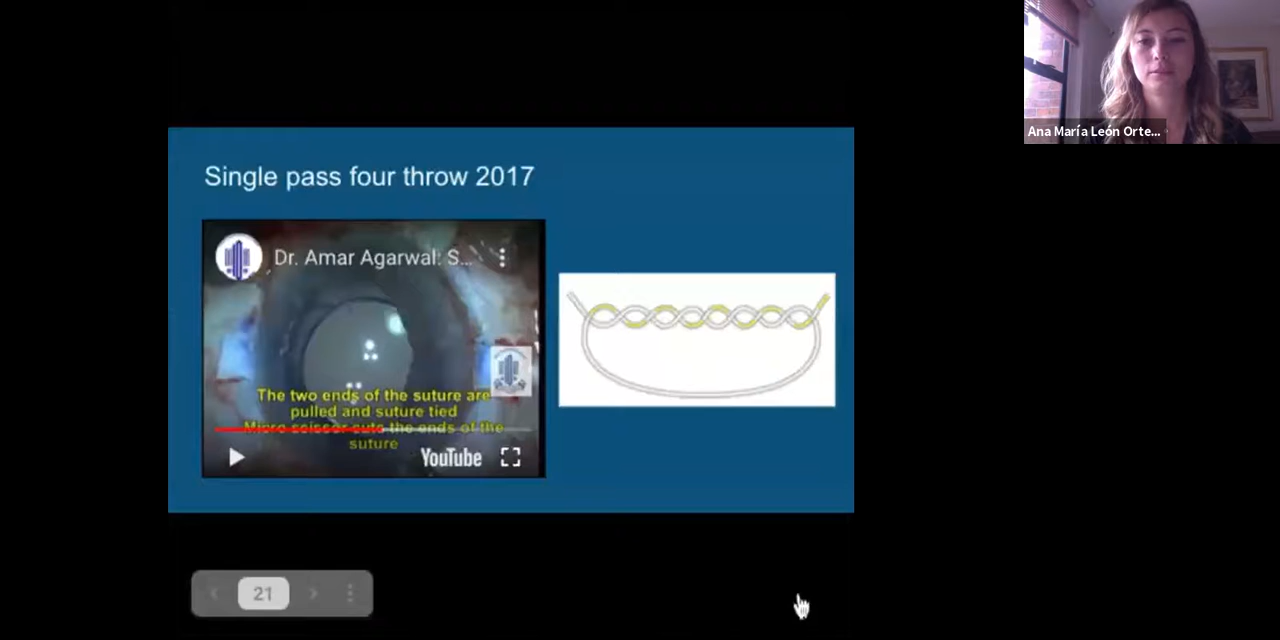 Ana María León Orte...
Single pass four throw 2017
Dr. Amar Agarwal: S...
The two ends of the suture are
pulled and suture tied
Micro scissor cuts the ends of the
suture
YouTube
21